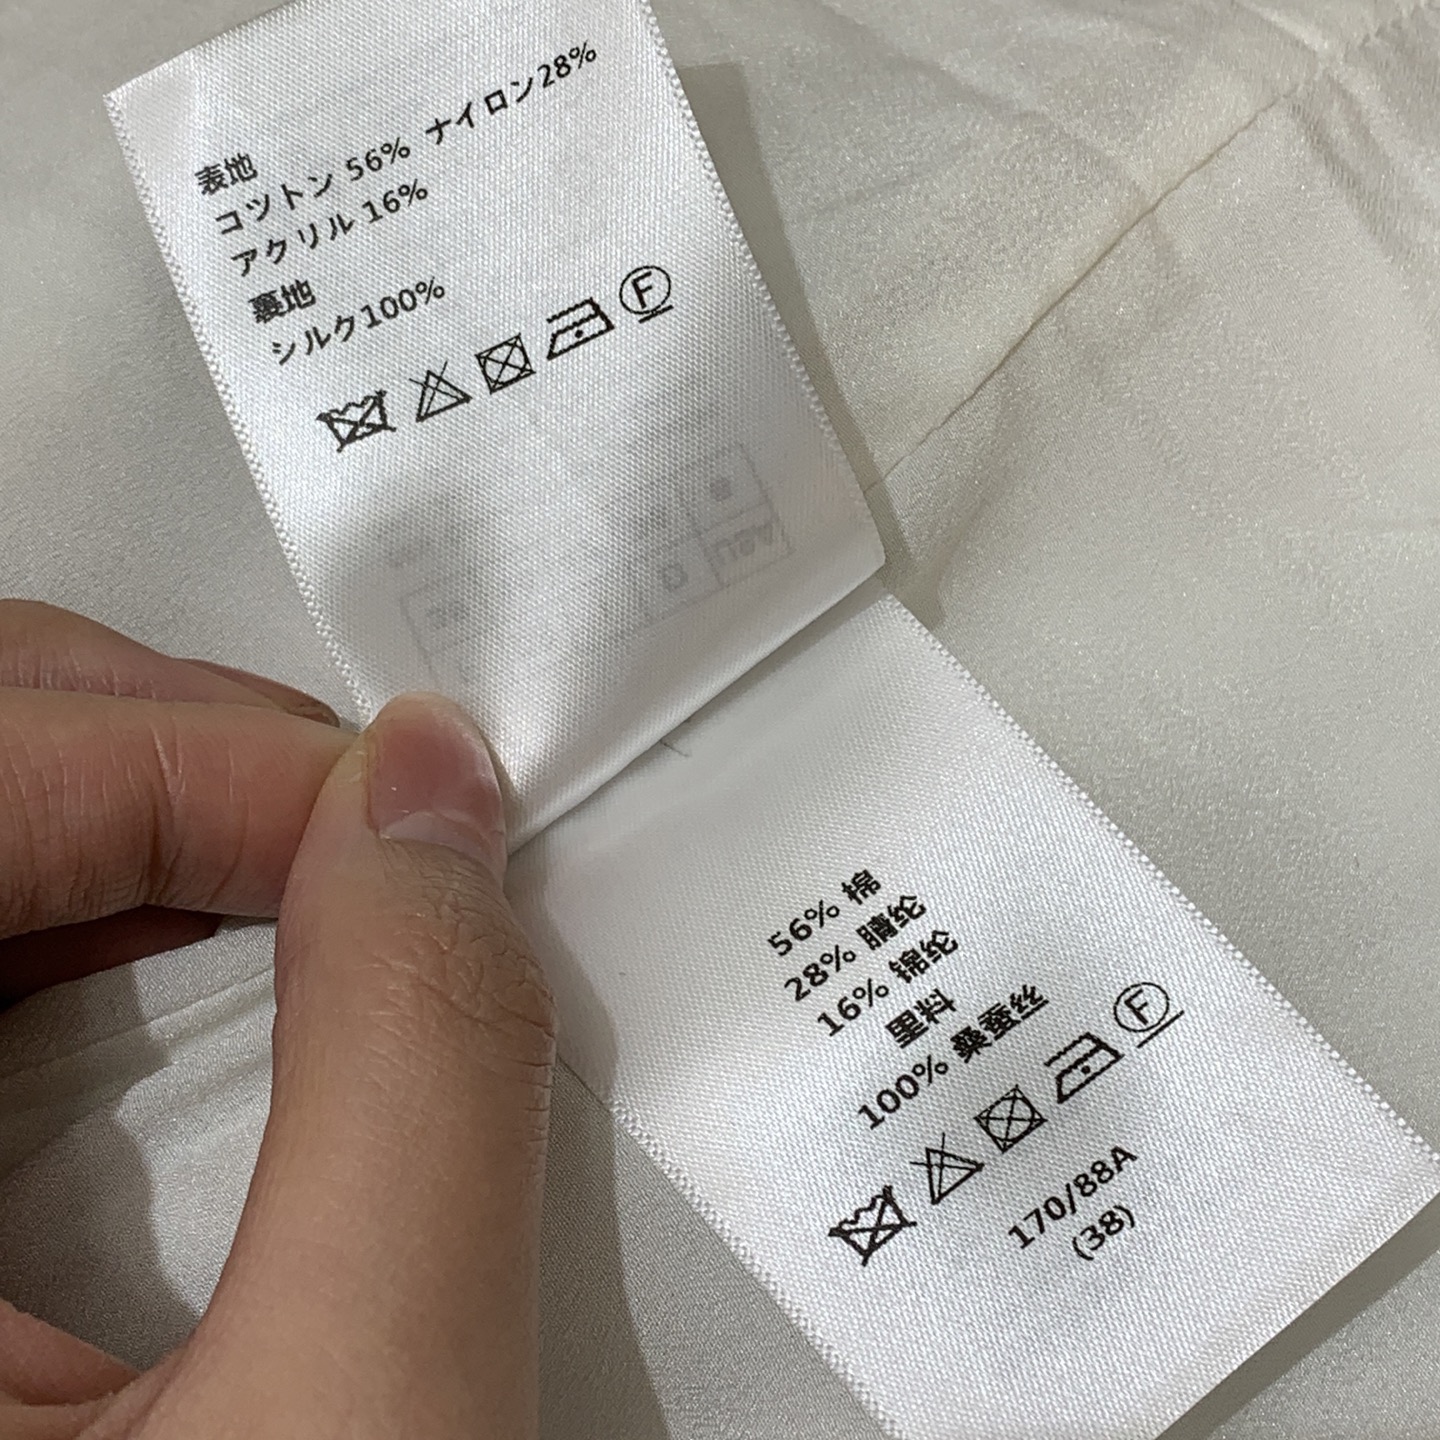 表地
コットン 56% ナイロン28%
アクリル 16%
裏地
シルク100%
F
56% 棉
28% 腈纶
16% 锦纶
里料
100% 桑蚕丝
F
170/88A
(38)